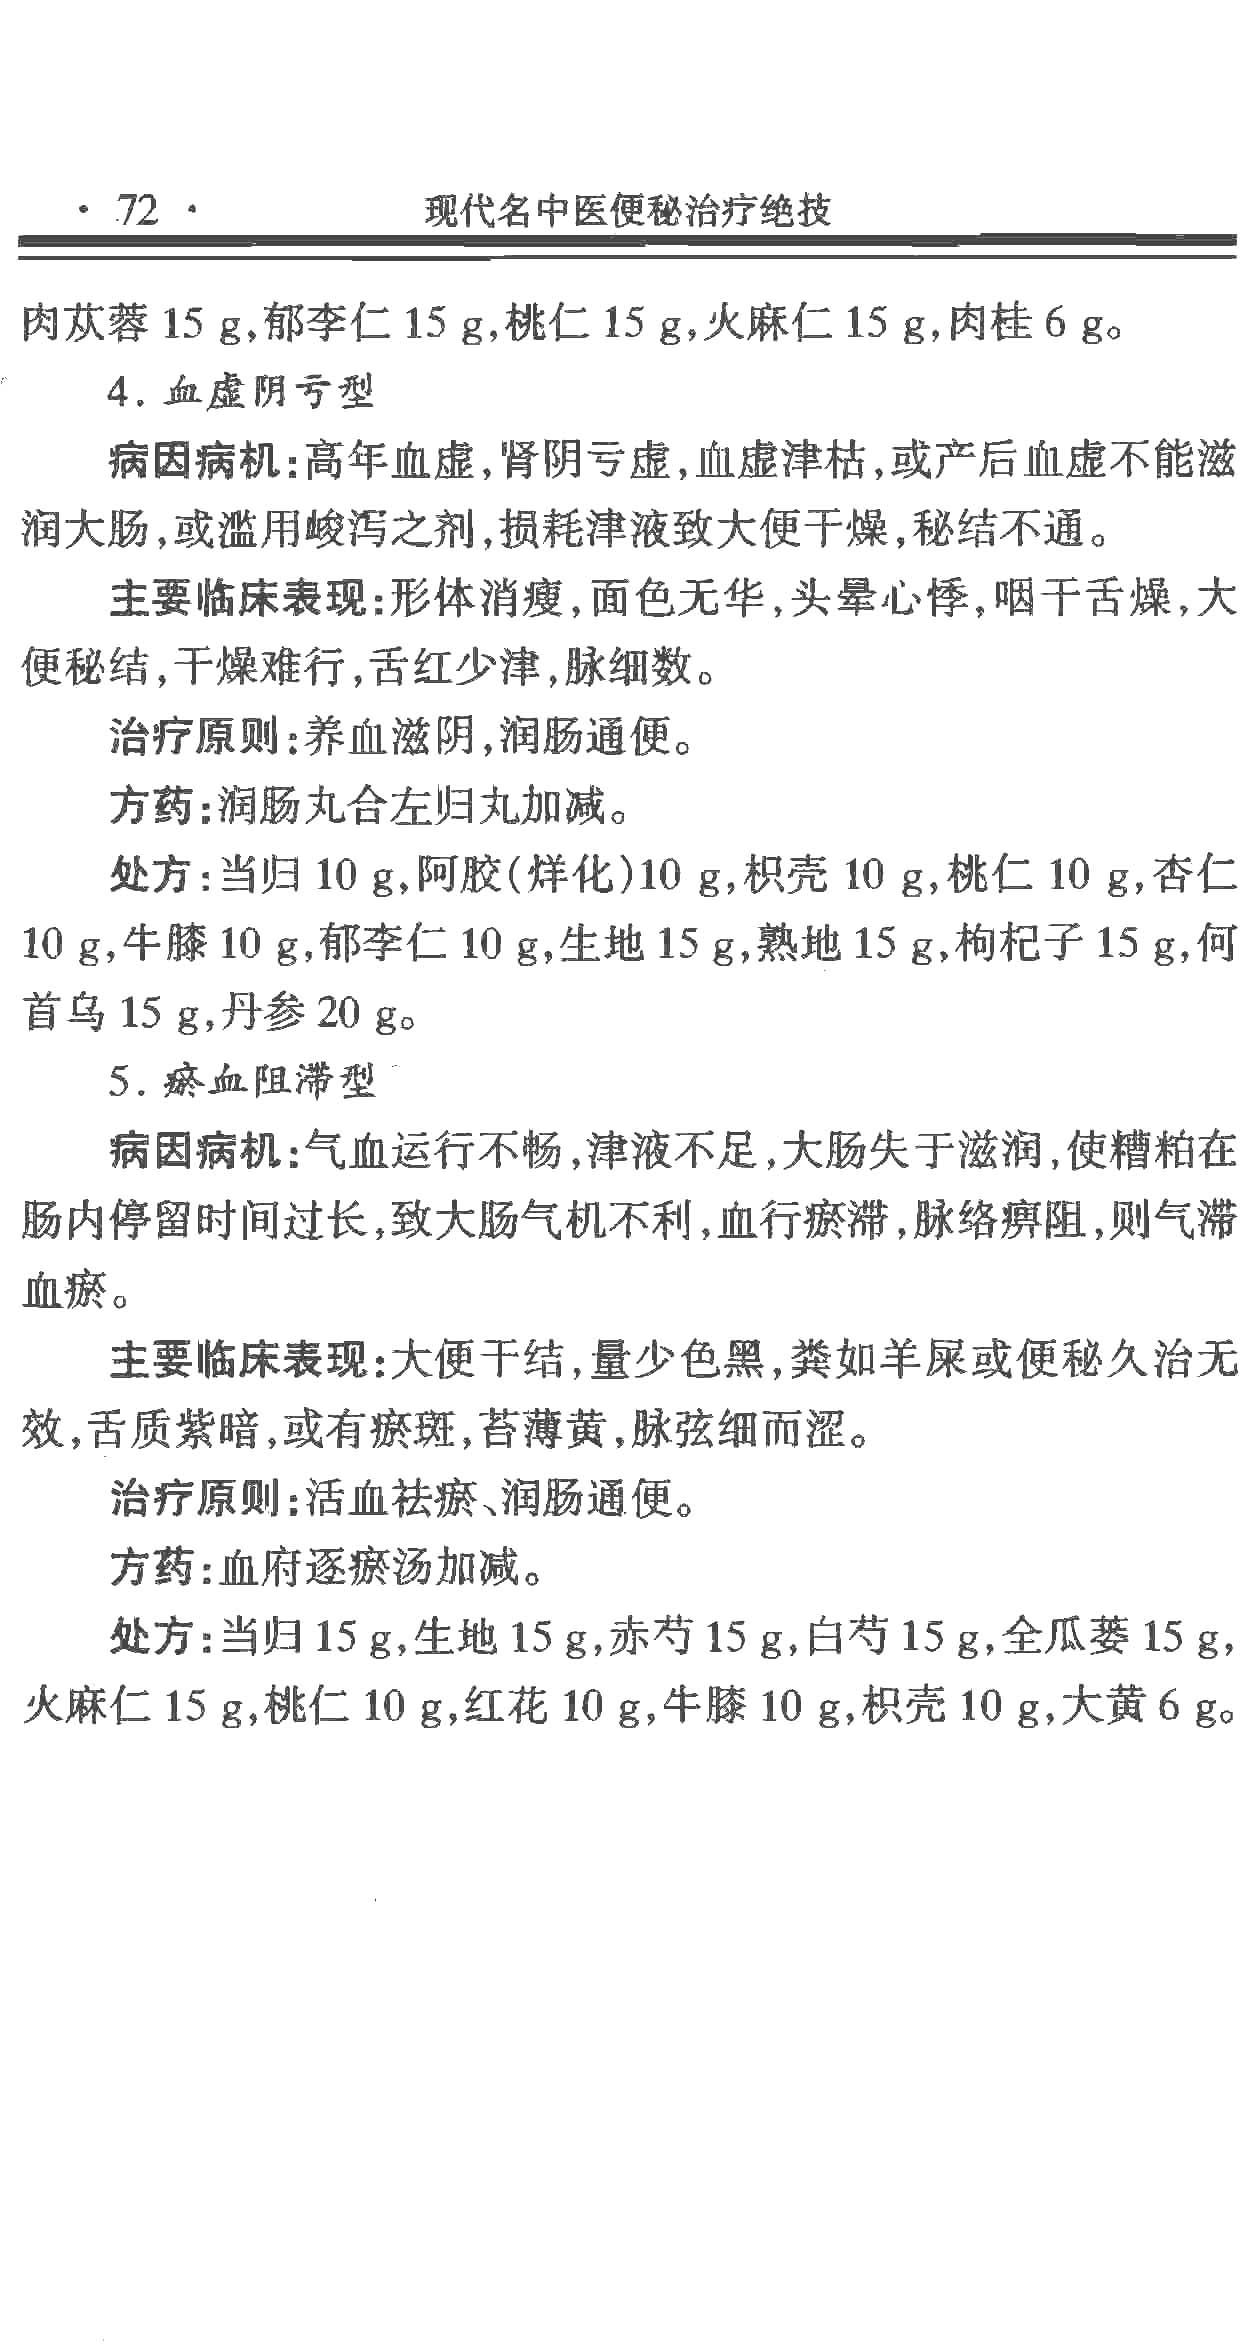 · 72 · 现代名中医便秘治疗绝技
肉苁蓉 15 g,郁李仁 15 g,桃仁 15 g,火麻仁 15 g,肉桂 6 g。
4. 血虚阴亏型
病因病机:高年血虚,肾阴亏虚,血虚津枯,或产后血虚不能滋
润大肠,或滥用峻泻之剂,损耗津液致大便干燥,秘结不通。
主要临床表现:形体消瘦,面色无华,头晕心悸,咽干舌燥,大
便秘结,干燥难行,舌红少津,脉细数。
治疗原则:养血滋阴,润肠通便。
方药:润肠丸合左归丸加减。
处方:当归 10 g,阿胶(烊化)10 g,枳壳 10 g,桃仁 10 g,杏仁
10 g,牛膝 10 g,郁李仁 10 g,生地 15 g,熟地 15 g,枸杞子 15 g,何
首乌 15 g,丹参 20 g。
5. 瘀血阻滞型
病因病机:气血运行不畅,津液不足,大肠失于滋润,使糟粕在
肠内停留时间过长,致大肠气机不利,血行瘀滞,脉络痹阻,则气滞
血瘀。
主要临床表现:大便干结,量少色黑,粪如羊屎或便秘久治无
效,舌质紫暗,或有瘀斑,苔薄黄,脉弦细而涩。
治疗原则:活血祛瘀、润肠通便。
方药:血府逐瘀汤加减。
处方:当归 15 g,生地 15 g,赤芍 15 g,白芍 15 g,全瓜蒌 15 g,
火麻仁 15 g,桃仁 10 g,红花 10 g,牛膝 10 g,枳壳 10 g,大黄 6 g。